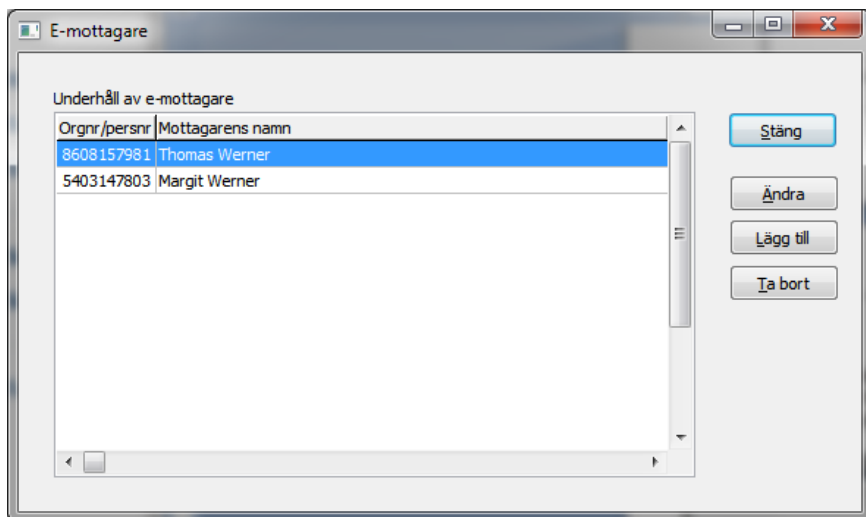 E-mottagare
Underhåll av e-mottagare
Orgnr/persnr Mottagarens namn
8608157981 Thomas Werner
5403147803 Margit Werner
Stäng
Ändra
Lägg till
Ta bort